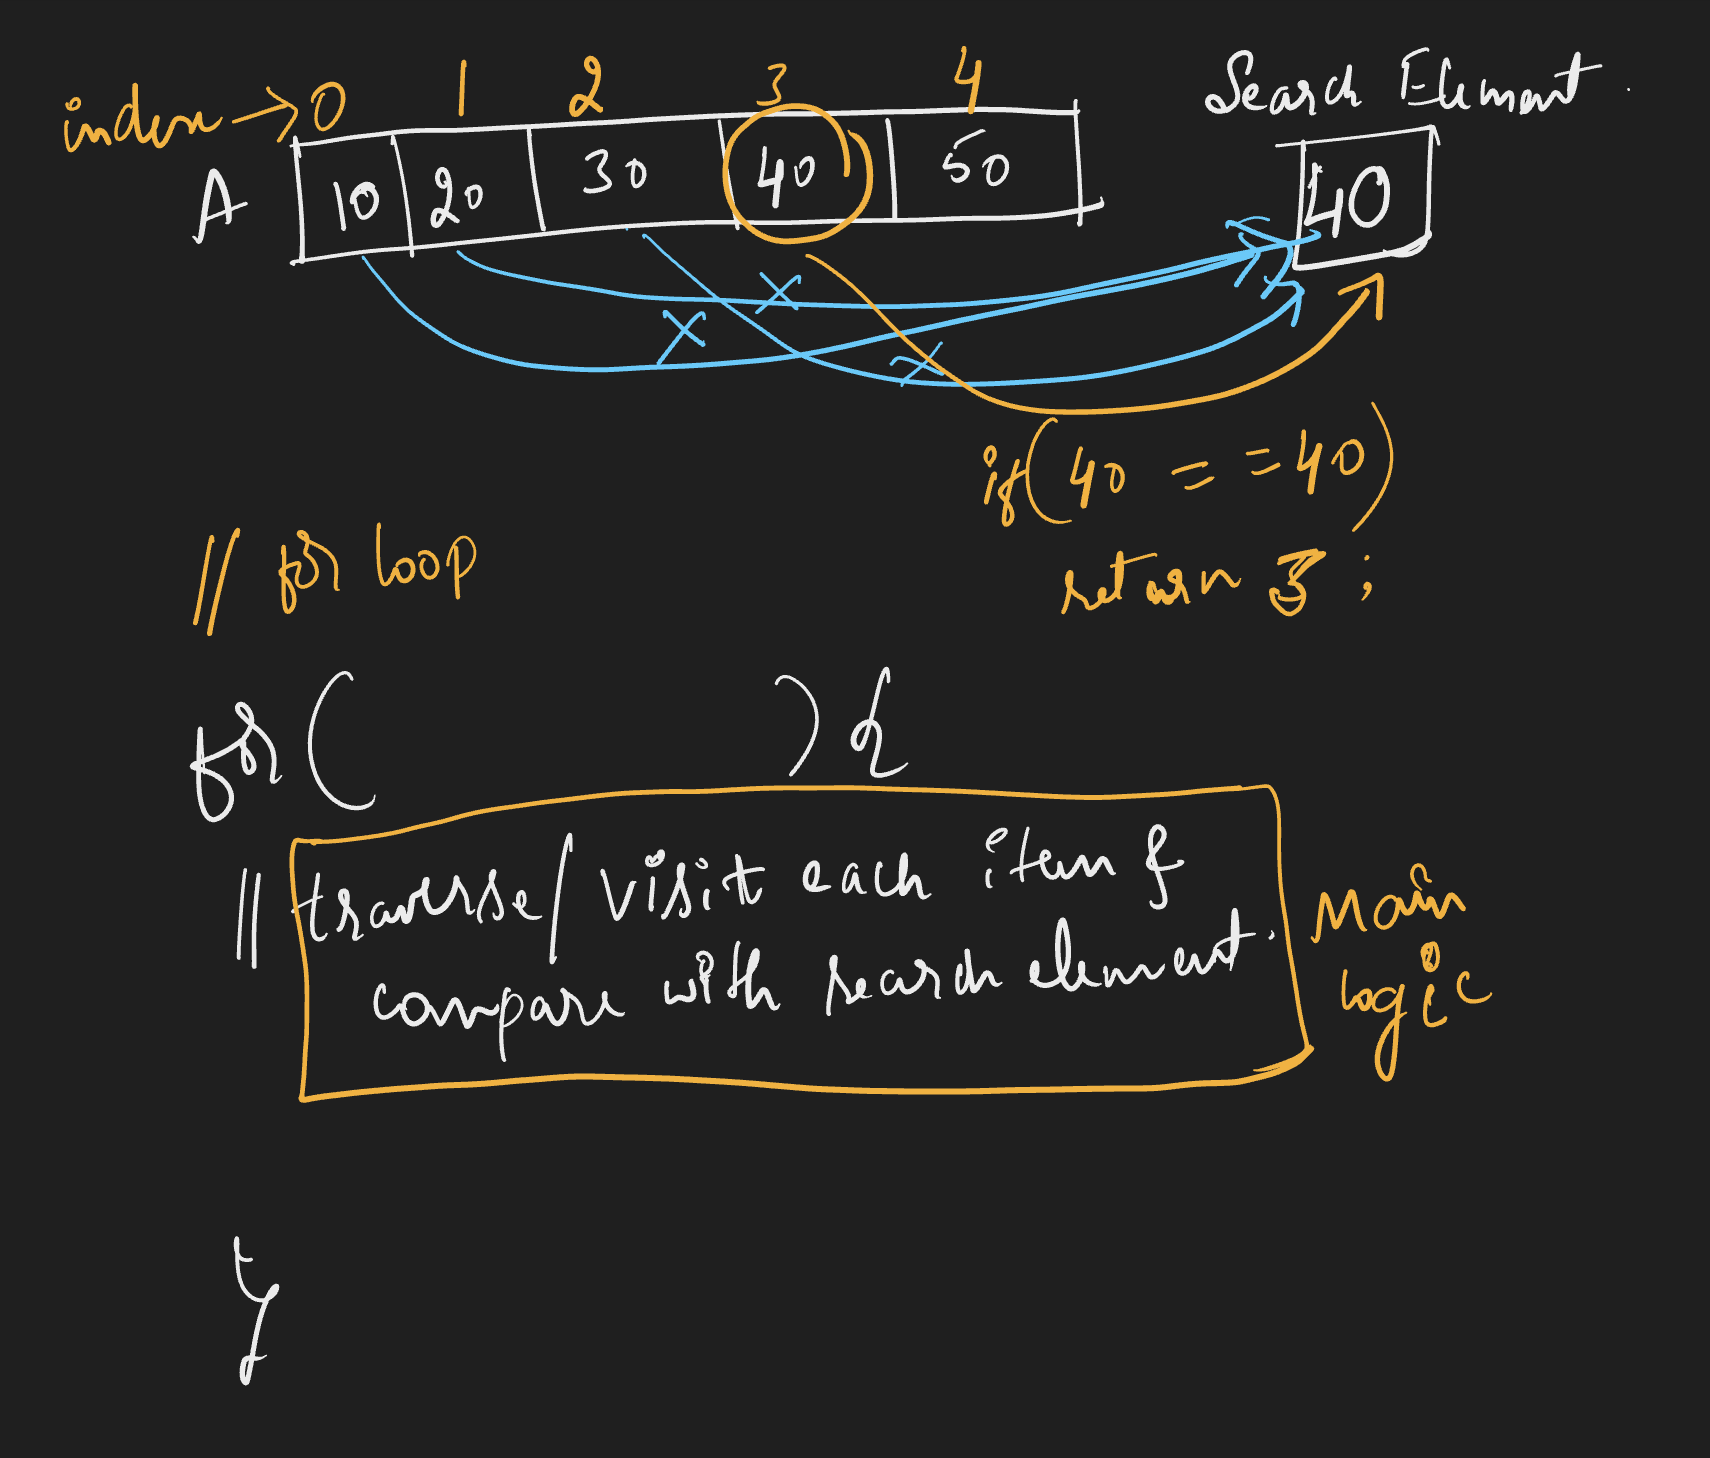 index → 0 1 2 3 4
Search Element
A 10 20 30 40 50
40
if(40 == 40)
return 3;
// for loop
for( ) {
// traverse/ visit each item &
compare with search element.
Main
logic
}